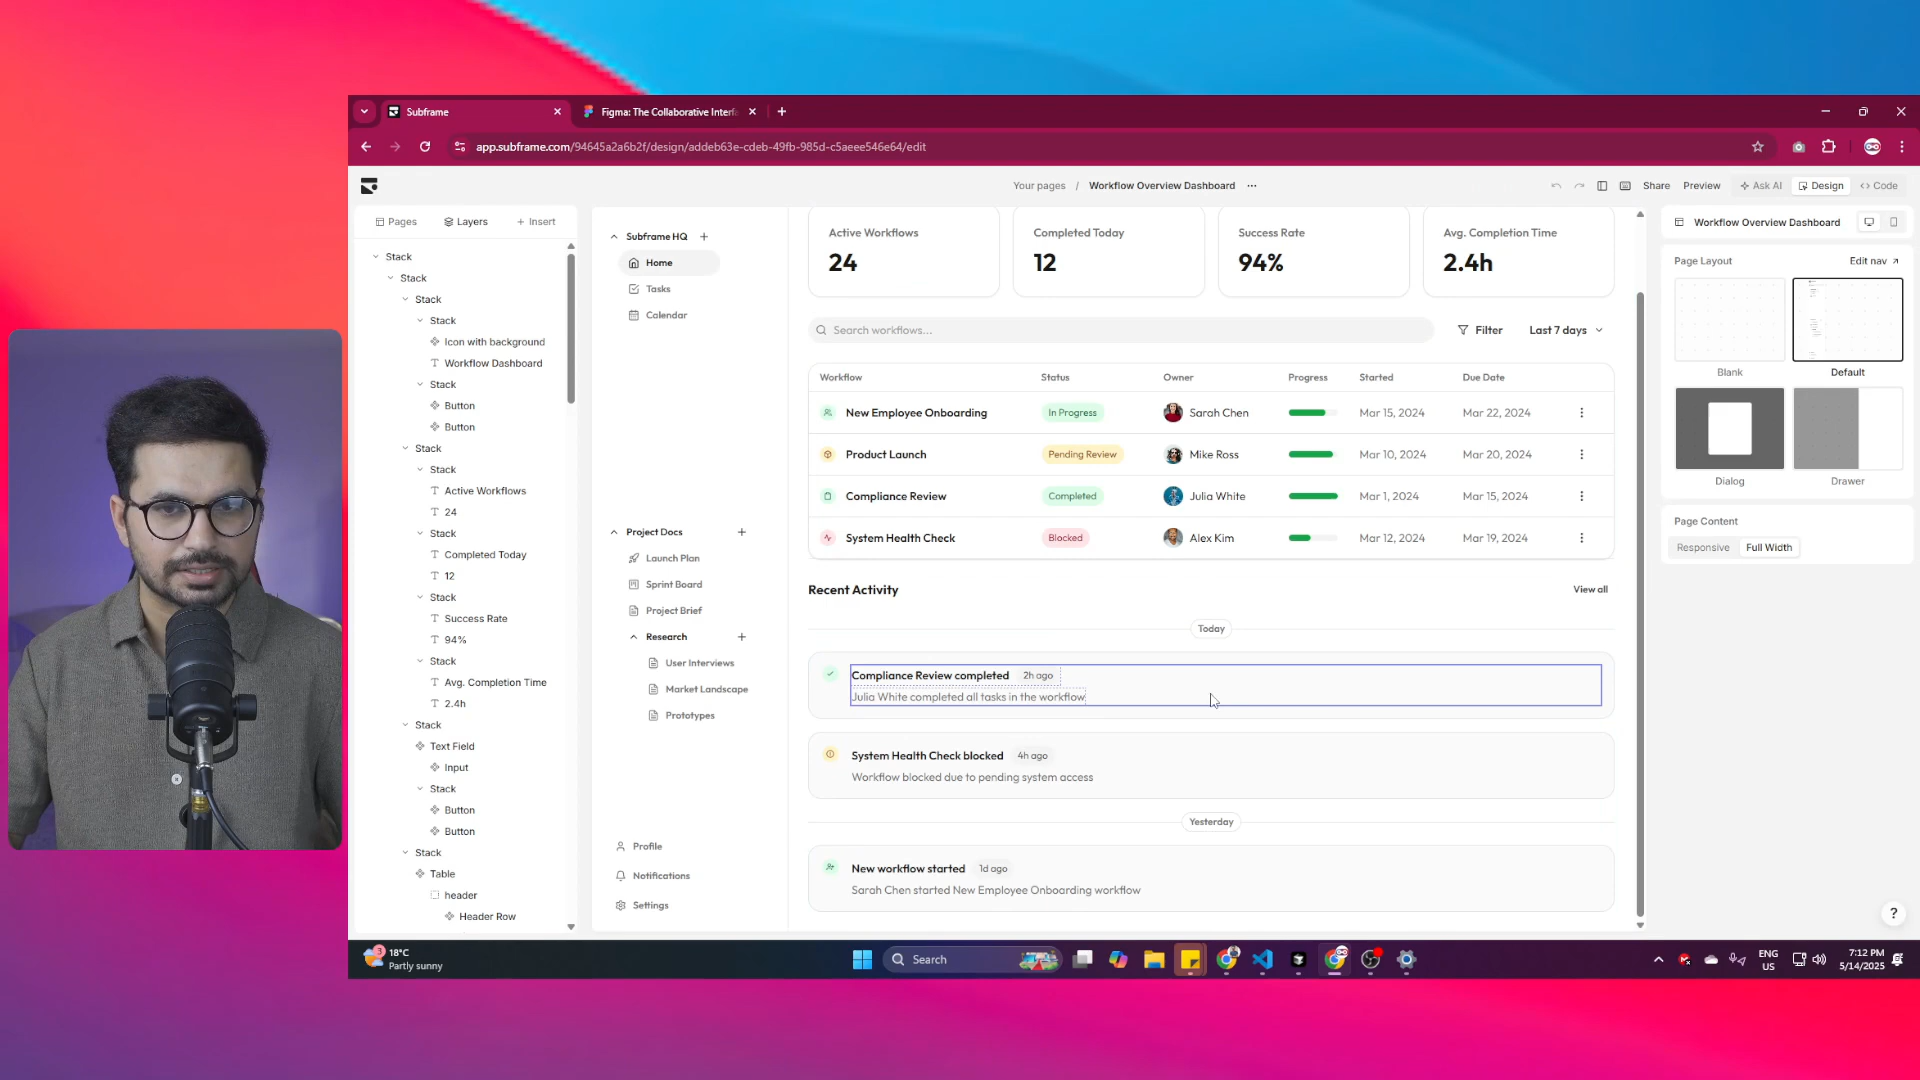 Subframe
Figma: The Collaborative Interf
app.subframe.com/94645a2a6b2f/design/addeb63e-cdeb-49fb-985d-c5aeee546e64/edit
Your pages / Workflow Overview Dashboard ...
Share
Preview
Ask AI
Design
<> Code
Pages
Layers
+ Insert
Stack
Stack
Stack
Stack
Icon with background
Workflow Dashboard
Stack
Button
Button
Stack
Stack
Active Workflows
24
Stack
Completed Today
12
Stack
Success Rate
94%
Stack
Avg. Completion Time
2.4h
Stack
Text Field
Input
Stack
Button
Button
Stack
Table
header
Header Row
Subframe HQ
Home
Tasks
Calendar
Project Docs
Launch Plan
Sprint Board
Project Brief
Research
User Interviews
Market Landscape
Prototypes
Profile
Notifications
Settings
Active Workflows
24
Completed Today
12
Success Rate
94%
Avg. Completion Time
2.4h
Search workflows...
Filter
Last 7 days
Workflow Status Owner Progress Started Due Date
New Employee Onboarding In Progress Sarah Chen Mar 15, 2024 Mar 22, 2024
Product Launch Pending Review Mike Ross Mar 10, 2024 Mar 20, 2024
Compliance Review Completed Julia White Mar 1, 2024 Mar 15, 2024
System Health Check Blocked Alex Kim Mar 12, 2024 Mar 19, 2024
Recent Activity
View all
Today
Compliance Review completed 2h ago
Julia White completed all tasks in the workflow
System Health Check blocked 4h ago
Workflow blocked due to pending system access
Yesterday
New workflow started 1d ago
Sarah Chen started New Employee Onboarding workflow
Workflow Overview Dashboard
Page Layout
Edit nav
Blank
Default
Dialog
Drawer
Page Content
Responsive
Full Width
?
3
18°C
Partly sunny
Search
ENG
US
7:12 PM
5/14/2025